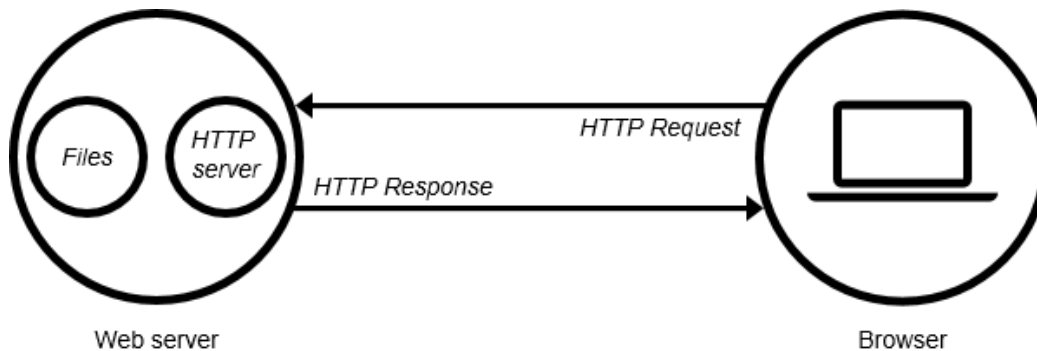 Files
HTTP
server
HTTP Request
HTTP Response
Web server
Browser